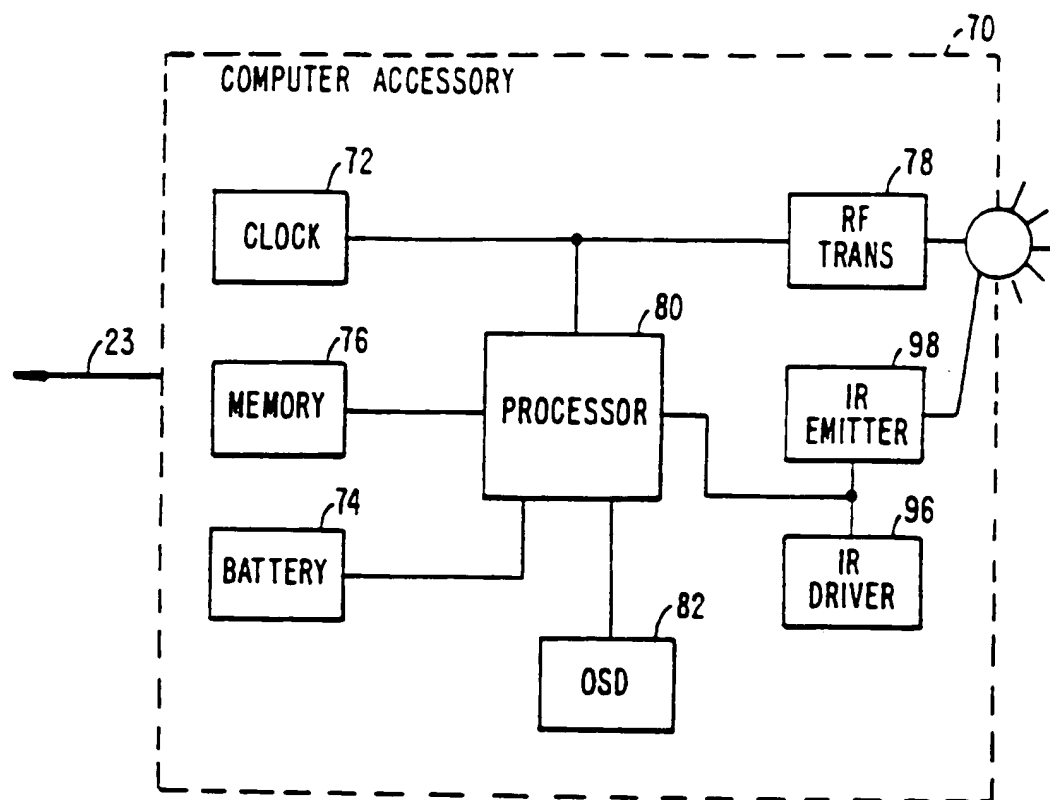 70
COMPUTER ACCESSORY
72
CLOCK
78
RF
TRANS
23
76
MEMORY
80
PROCESSOR
98
IR
EMITTER
74
BATTERY
96
IR
DRIVER
82
OSD